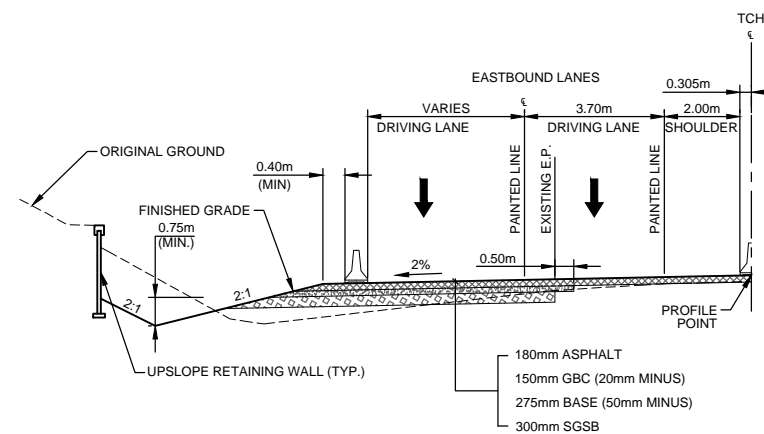 TCH
℄
EASTBOUND LANES
0.305m
℄
VARIES
3.70m
2.00m
DRIVING LANE
DRIVING LANE
SHOULDER
ORIGINAL GROUND
0.40m
(MIN)
PAINTED LINE
EXISTING E.P.
PAINTED LINE
FINISHED GRADE
0.75m
(MIN.)
2%
0.50m
2:1
2:1
PROFILE
POINT
UPSLOPE RETAINING WALL (TYP.)
180mm ASPHALT
150mm GBC (20mm MINUS)
275mm BASE (50mm MINUS)
300mm SGSB